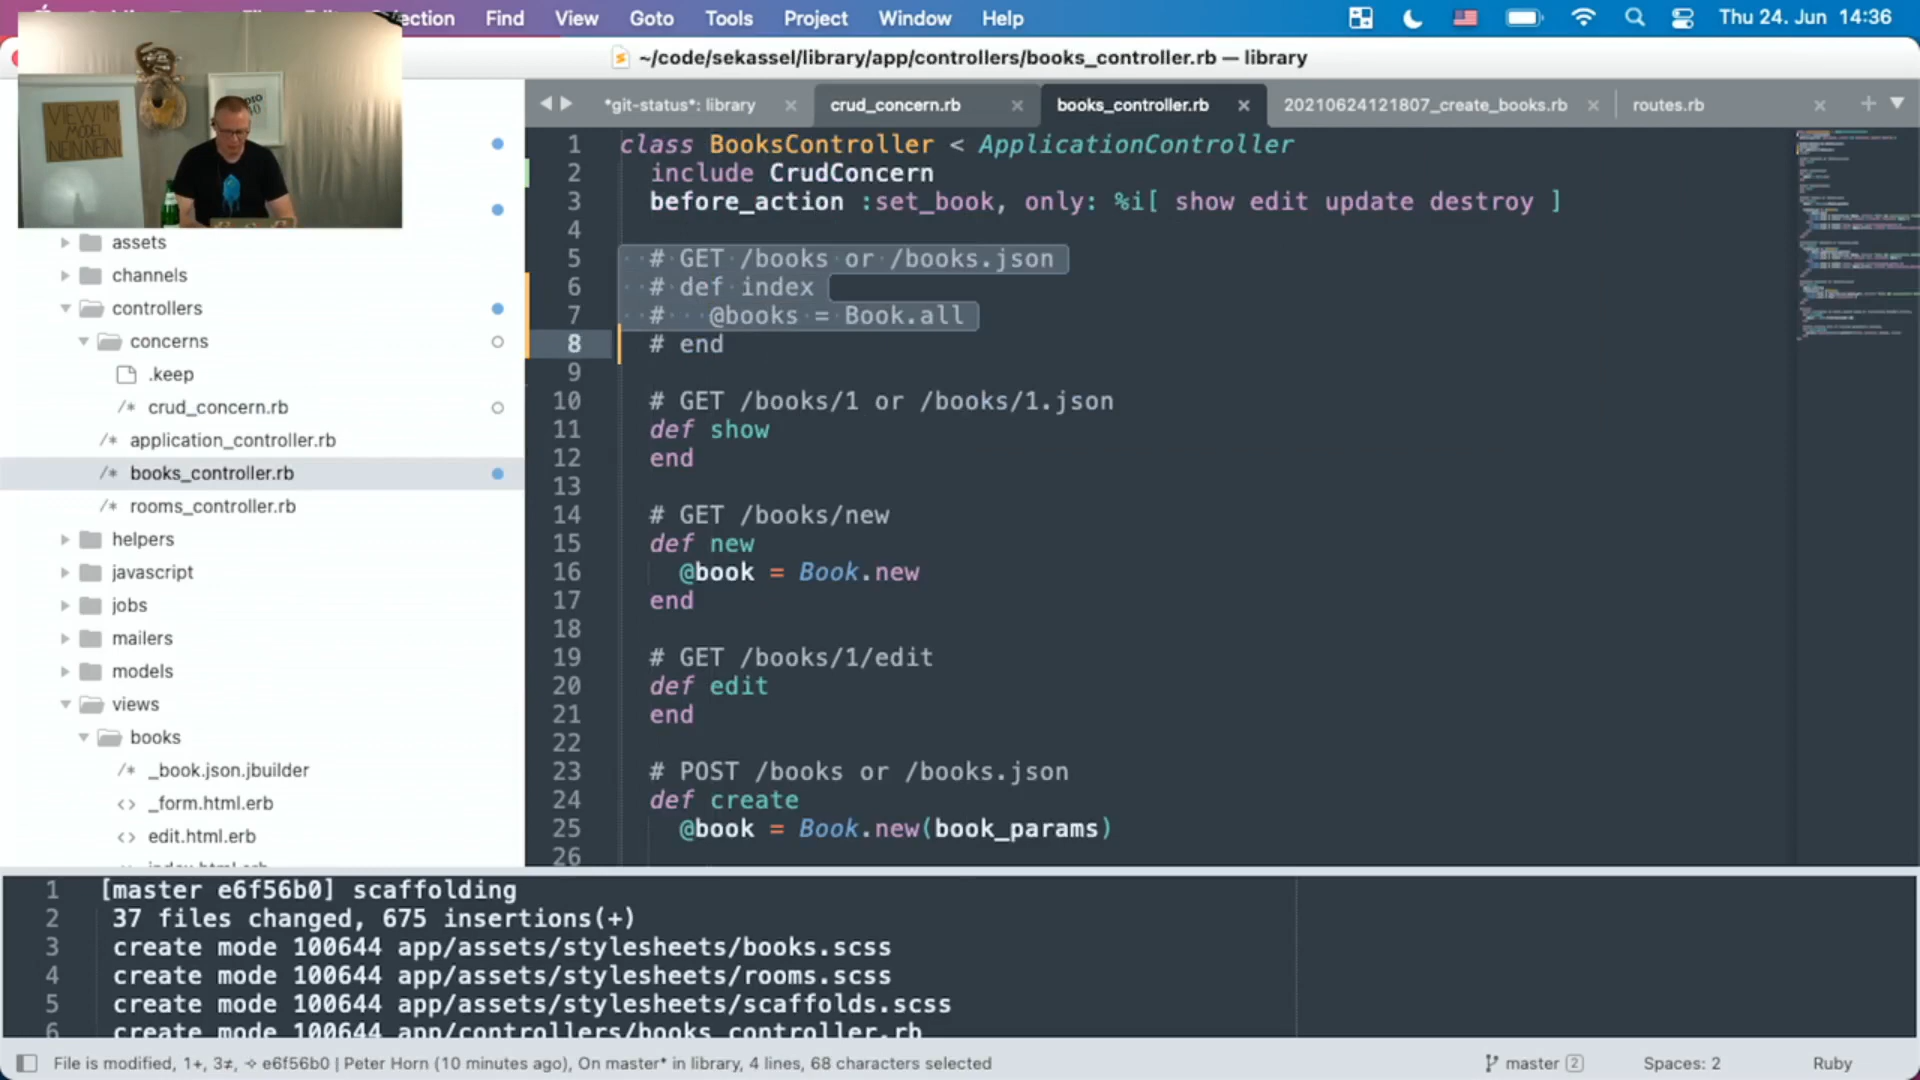 Selection Find View Goto Tools Project Window Help Thu 24. Jun 14:36
~/code/sekassel/library/app/controllers/books_controller.rb — library
*git-status*: library crud_concern.rb books_controller.rb 20210624121807_create_books.rb routes.rb
VIEW IM
MODEL
NEIN NEIN!
assets
channels
controllers
concerns
.keep
crud_concern.rb
application_controller.rb
books_controller.rb
rooms_controller.rb
helpers
javascript
jobs
mailers
models
views
books
_book.json.jbuilder
_form.html.erb
edit.html.erb
index.html.erb
1 class BooksController < ApplicationController
2 include CrudConcern
3 before_action :set_book, only: %i[ show edit update destroy ]
4
5 # GET /books or /books.json
6 # def index
7 # @books = Book.all
8 # end
9
10 # GET /books/1 or /books/1.json
11 def show
12 end
13
14 # GET /books/new
15 def new
16 @book = Book.new
17 end
18
19 # GET /books/1/edit
20 def edit
21 end
22
23 # POST /books or /books.json
24 def create
25 @book = Book.new(book_params)
26
1 [master e6f56b0] scaffolding
2 37 files changed, 675 insertions(+)
3 create mode 100644 app/assets/stylesheets/books.scss
4 create mode 100644 app/assets/stylesheets/rooms.scss
5 create mode 100644 app/assets/stylesheets/scaffolds.scss
6 create mode 100644 app/controllers/books_controller.rb
File is modified, 1+, 3≠, e6f56b0 | Peter Horn (10 minutes ago), On master* in library, 4 lines, 68 characters selected master 2 Spaces: 2 Ruby